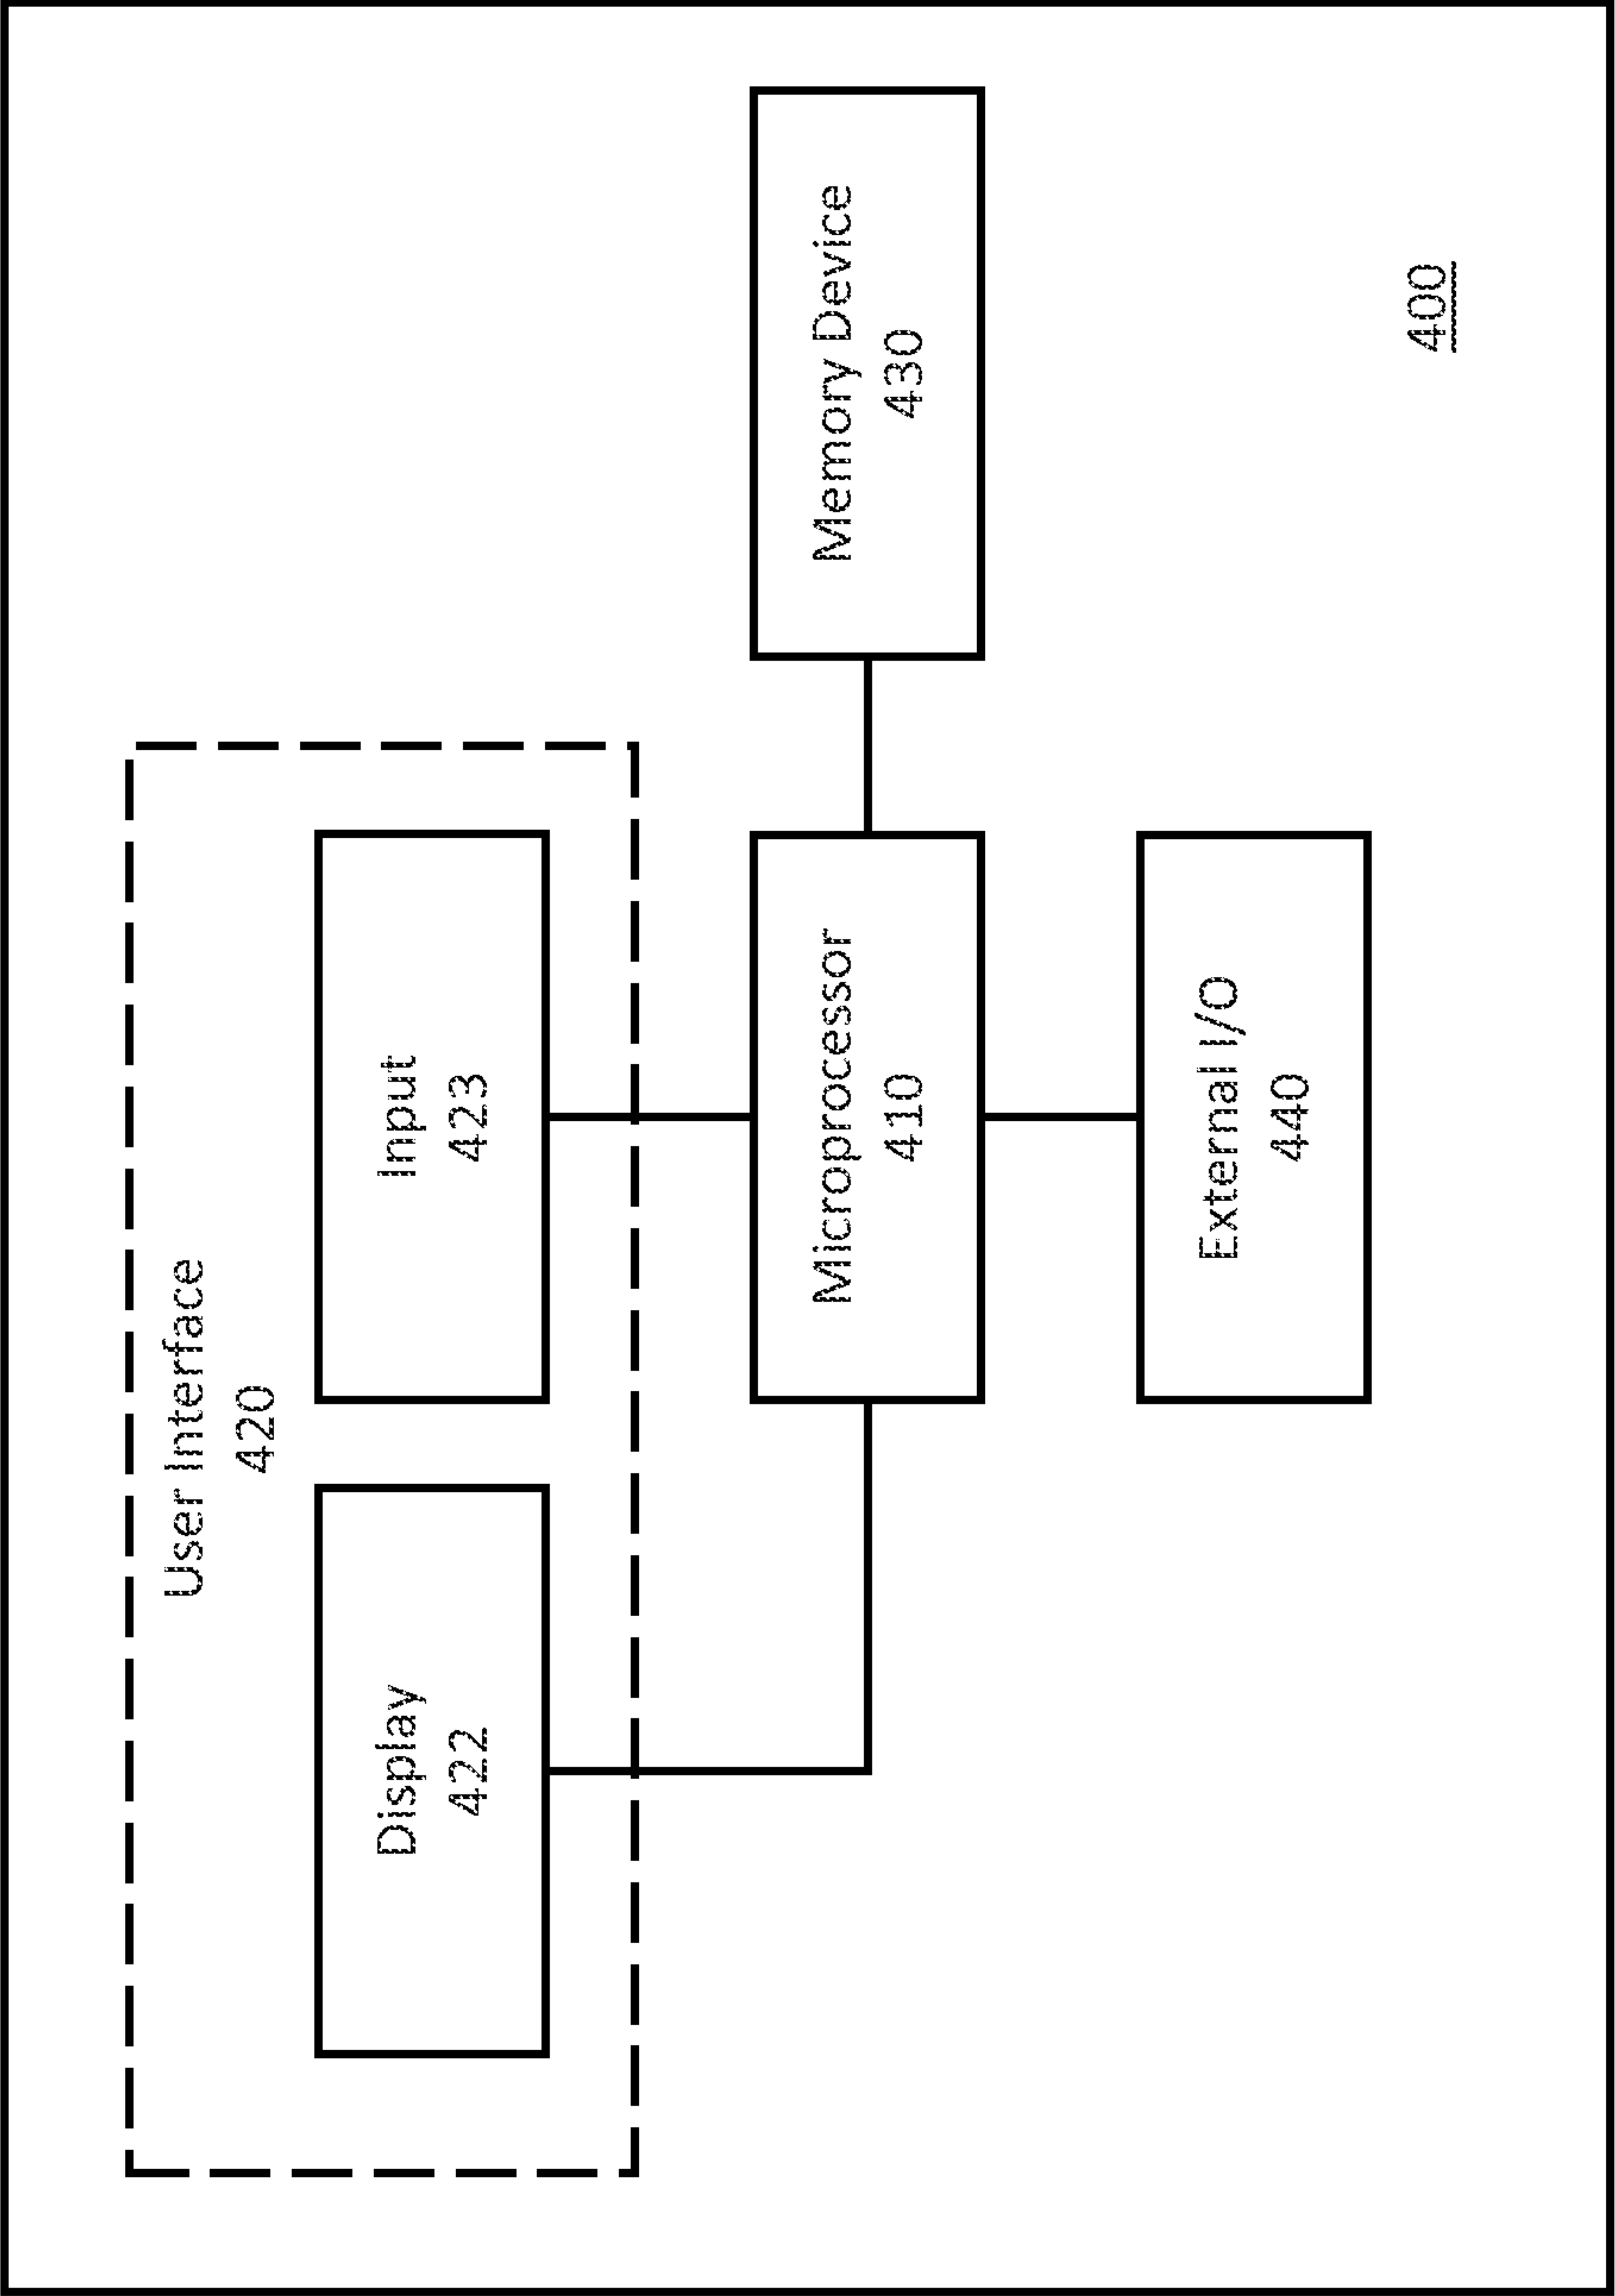 User Interface
420
Display
422
Input
423
Microprocessor
410
Memory Device
430
External I/O
440
400